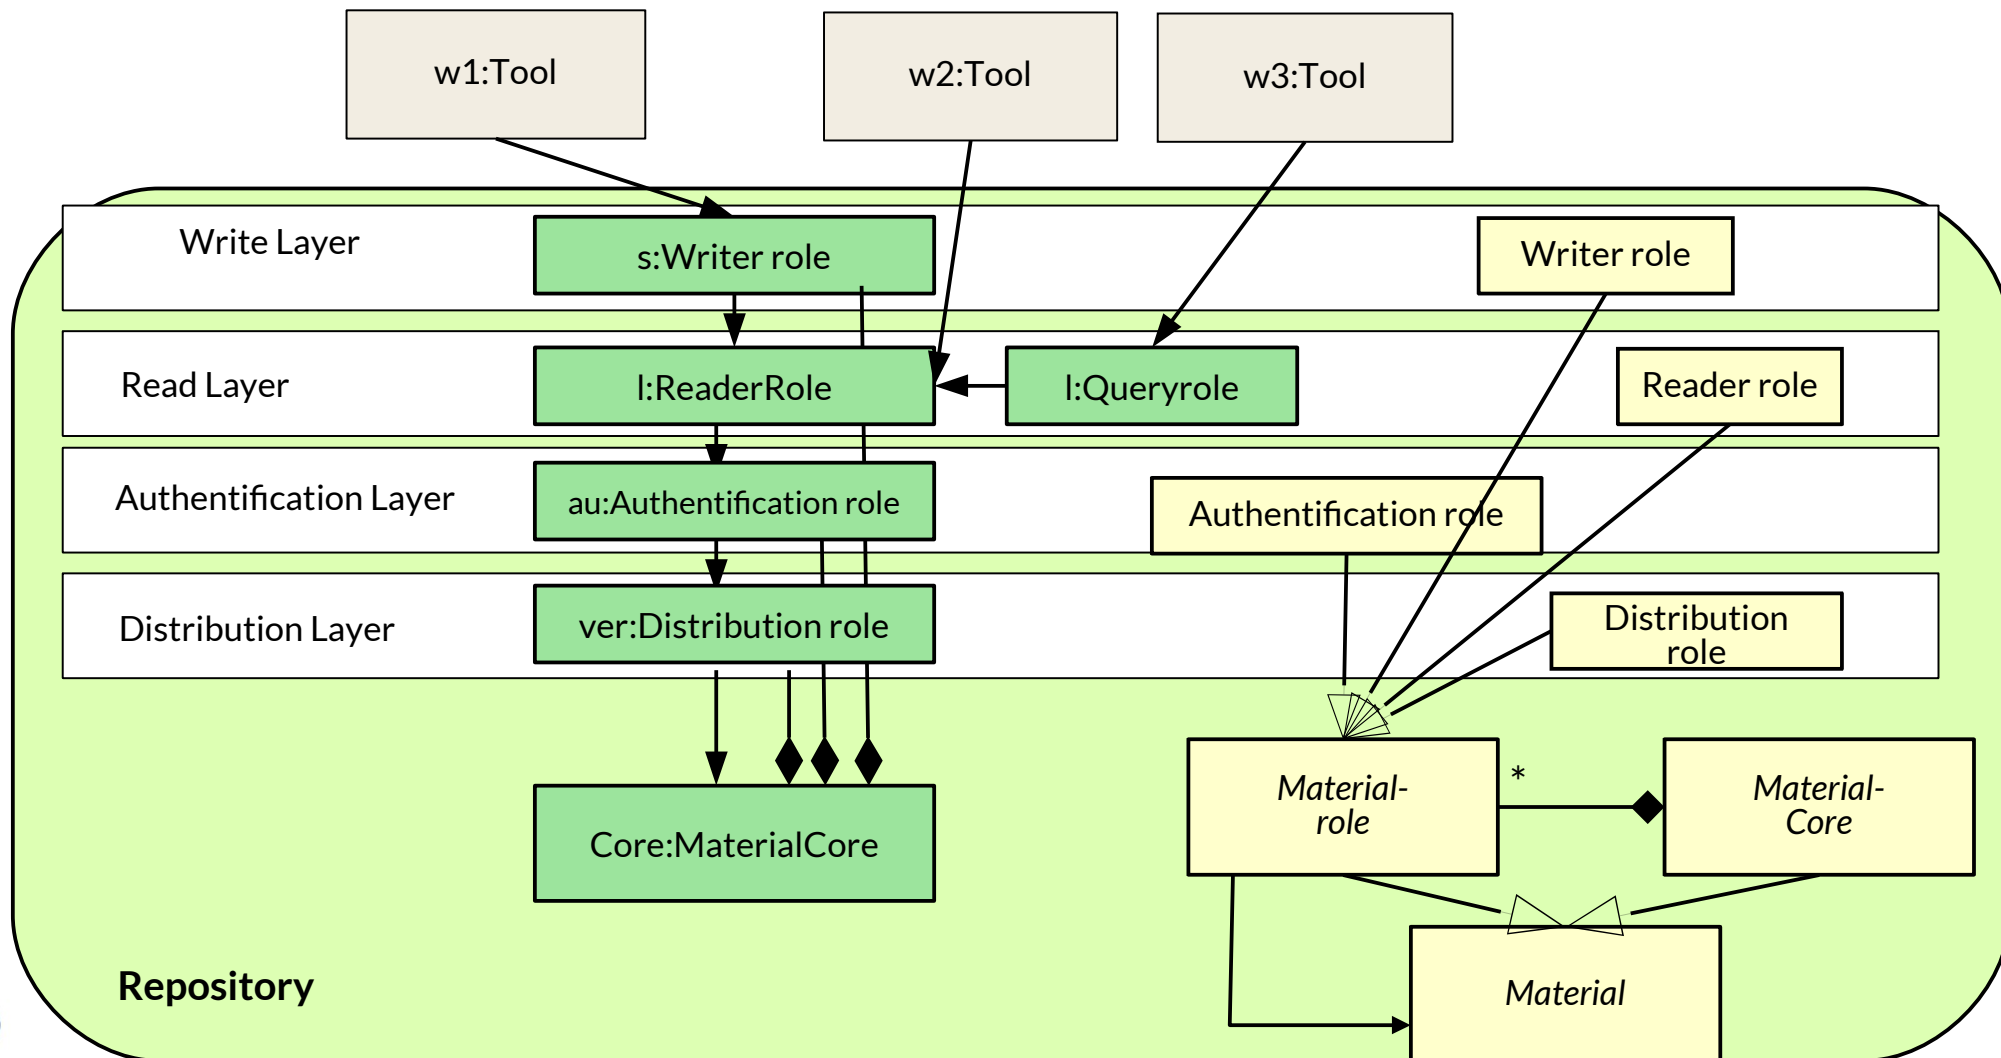 w1:Tool
w2:Tool
w3:Tool
Write Layer
s:Writer role
Writer role
Read Layer
l:ReaderRole
l:Queryrole
Reader role
Authentification Layer
au:Authentification role
Authentification role
Distribution Layer
ver:Distribution role
Distribution
role
Material-
role
*
Material-
Core
Core:MaterialCore
Repository
Material